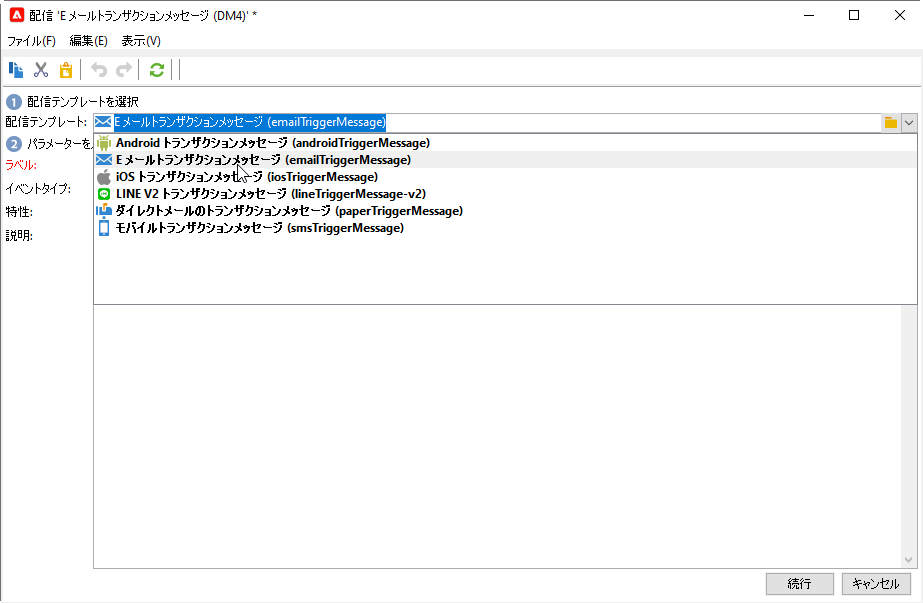 配信 'E メールトランザクションメッセージ (DM4)' *
ファイル(F) 編集(E) 表示(V)
1 配信テンプレートを選択
配信テンプレート: E メールトランザクションメッセージ (emailTriggerMessage)
2 パラメーターを入
Android トランザクションメッセージ (androidTriggerMessage)
E メールトランザクションメッセージ (emailTriggerMessage)
ラベル:
iOS トランザクションメッセージ (iosTriggerMessage)
イベントタイプ:
LINE V2 トランザクションメッセージ (lineTriggerMessage-v2)
特性:
ダイレクトメールのトランザクションメッセージ (paperTriggerMessage)
説明:
モバイルトランザクションメッセージ (smsTriggerMessage)
続行 キャンセル